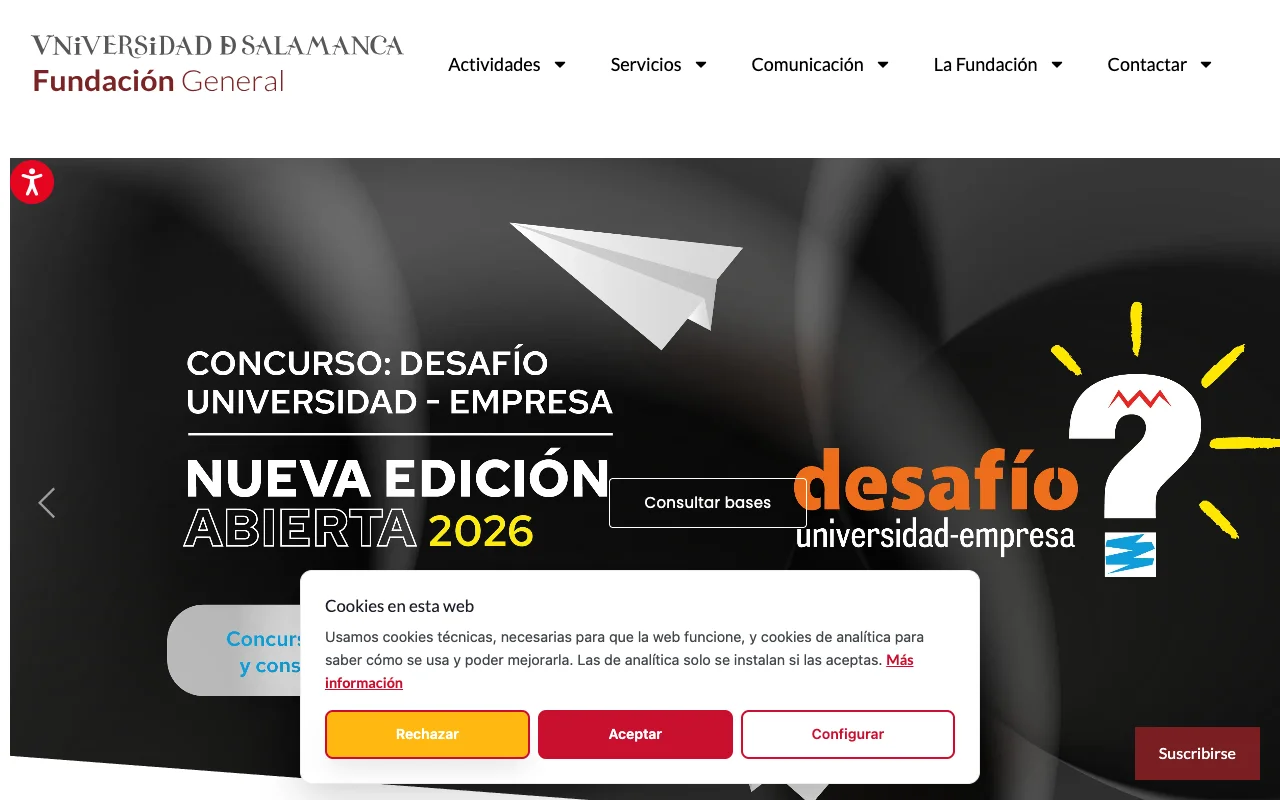 VNiVERSiDAD Ð SALAMANCA
Fundación General
Actividades
Servicios
Comunicación
La Fundación
Contactar
CONCURSO: DESAFÍO
UNIVERSIDAD - EMPRESA
NUEVA EDICIÓN
ABIERTA 2026
Consultar bases
desafío
universidad-empresa
?
y cons
Cookies en esta web
Usamos cookies técnicas, necesarias para que la web funcione, y cookies de analítica para
saber cómo se usa y poder mejorarla. Las de analítica solo se instalan si las aceptas. Más
información
Rechazar
Aceptar
Configurar
Suscribirse